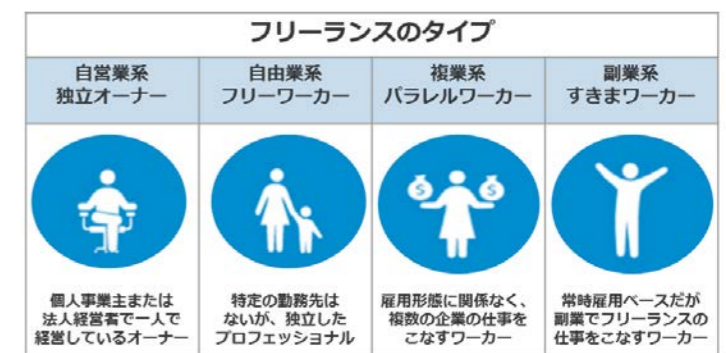 フリーランスのタイプ
自営業系
独立オーナー
自由業系
フリーワーカー
複業系
パラレルワーカー
副業系
すきまワーカー
$ $
個人事業主または
法人経営者で一人で
経営しているオーナー
特定の勤務先は
ないが、独立した
プロフェッショナル
雇用形態に関係なく、
複数の企業の仕事を
こなすワーカー
常時雇用ベースだが
副業でフリーランスの
仕事をこなすワーカー